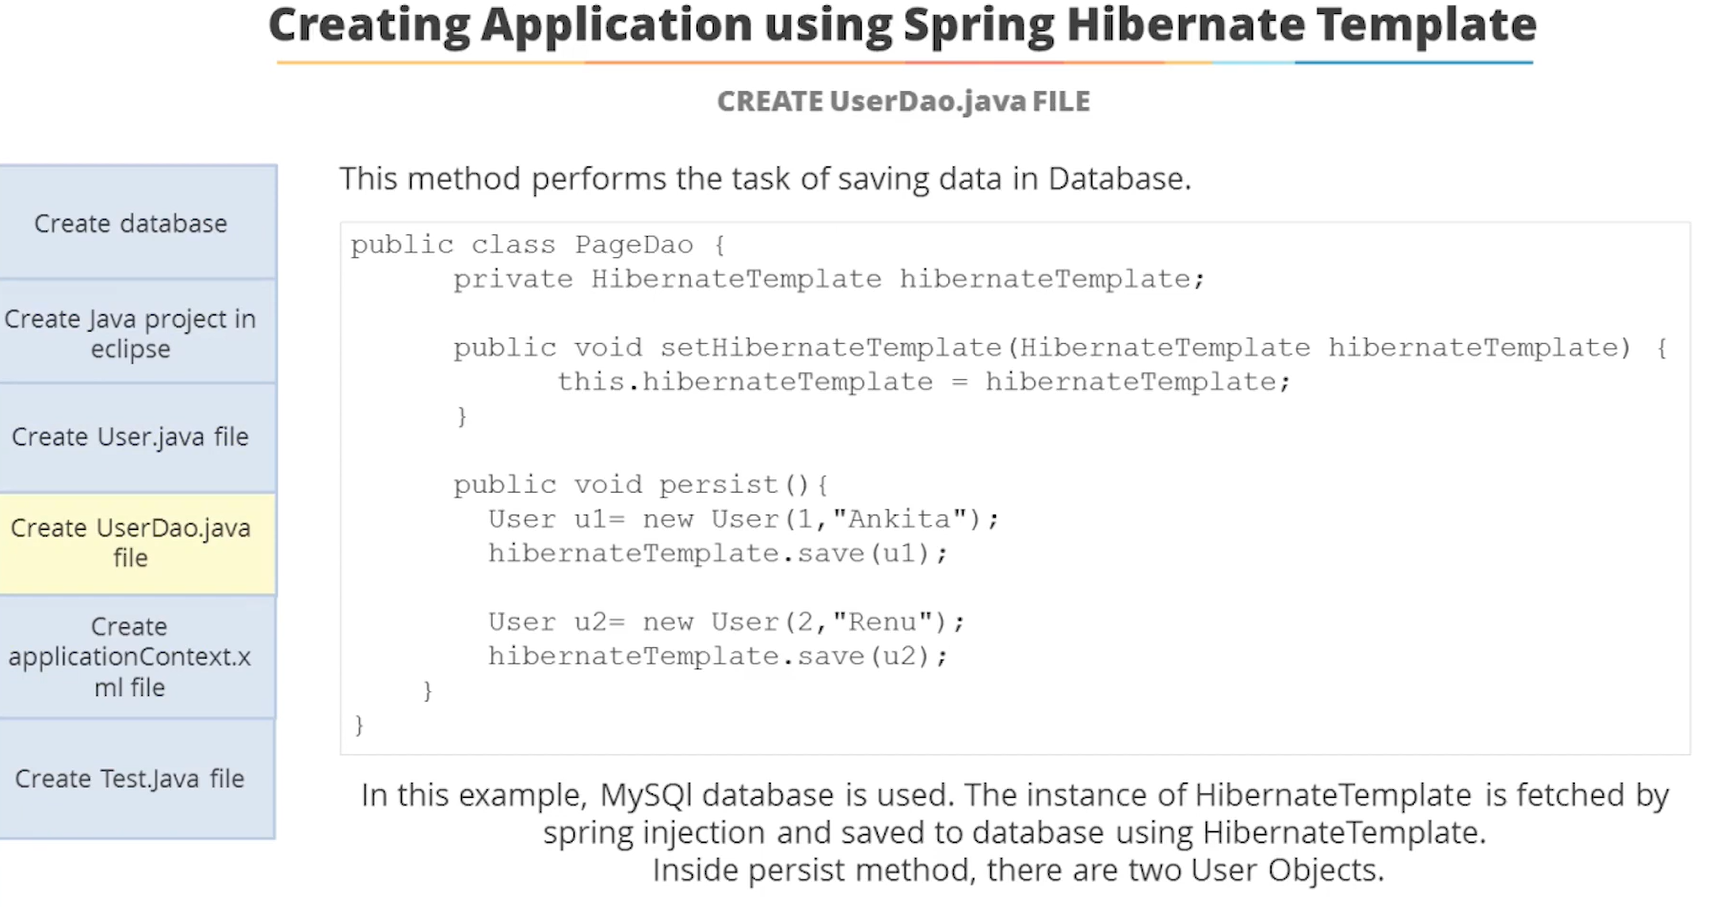 Creating Application using Spring Hibernate Template
CREATE UserDao.java FILE
Create database
Create Java project in
eclipse
Create User.java file
Create UserDao.java
file
Create
applicationContext.x
ml file
Create Test.Java file
This method performs the task of saving data in Database.
public class PageDao {
private HibernateTemplate hibernateTemplate;
public void setHibernateTemplate(HibernateTemplate hibernateTemplate) {
this.hibernateTemplate = hibernateTemplate;
}
public void persist(){
User u1= new User(1,"Ankita");
hibernateTemplate.save(u1);
User u2= new User(2,"Renu");
hibernateTemplate.save(u2);
}
}
In this example, MySQl database is used. The instance of HibernateTemplate is fetched by
spring injection and saved to database using HibernateTemplate.
Inside persist method, there are two User Objects.